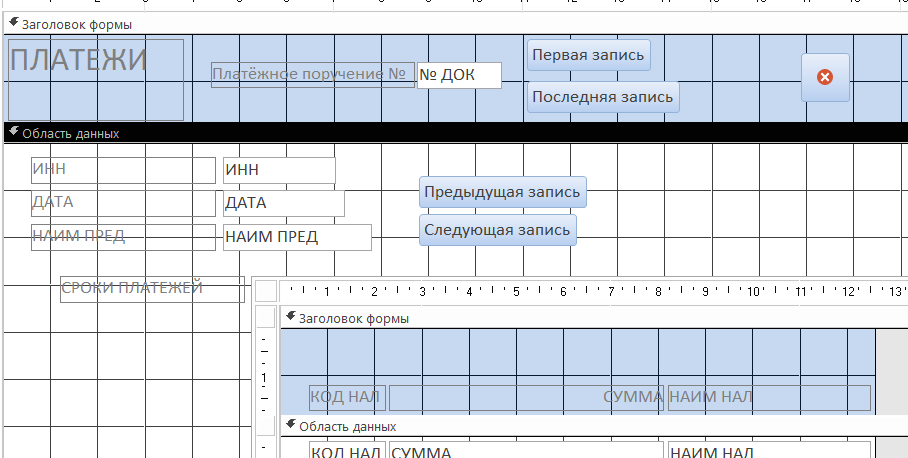 Заголовок формы
ПЛАТЕЖИ
Платёжное поручение №
№ ДОК
Первая запись
Последняя запись
Область данных
ИНН
ИНН
ДАТА
ДАТА
НАИМ ПРЕД
НАИМ ПРЕД
Предыдущая запись
Следующая запись
СРОКИ ПЛАТЕЖЕЙ
1 2 3 4 5 6 7 8 9 10 11 12 13
Заголовок формы
1
КОД НАЛ
СУММА
НАИМ НАЛ
Область данных
КОД НАЛ
СУММА
НАИМ НАЛ